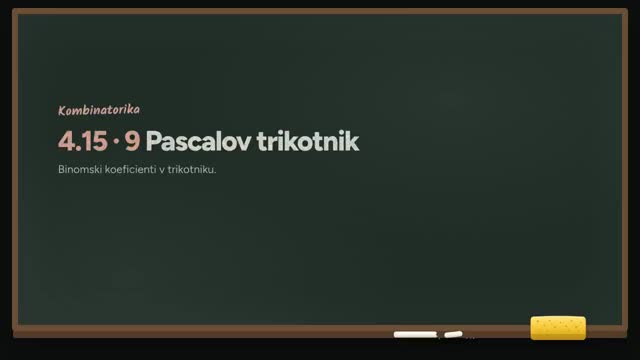 Kombinatorika
4.15 · 9 Pascalov trikotnik
Binomski koeficienti v trikotniku.